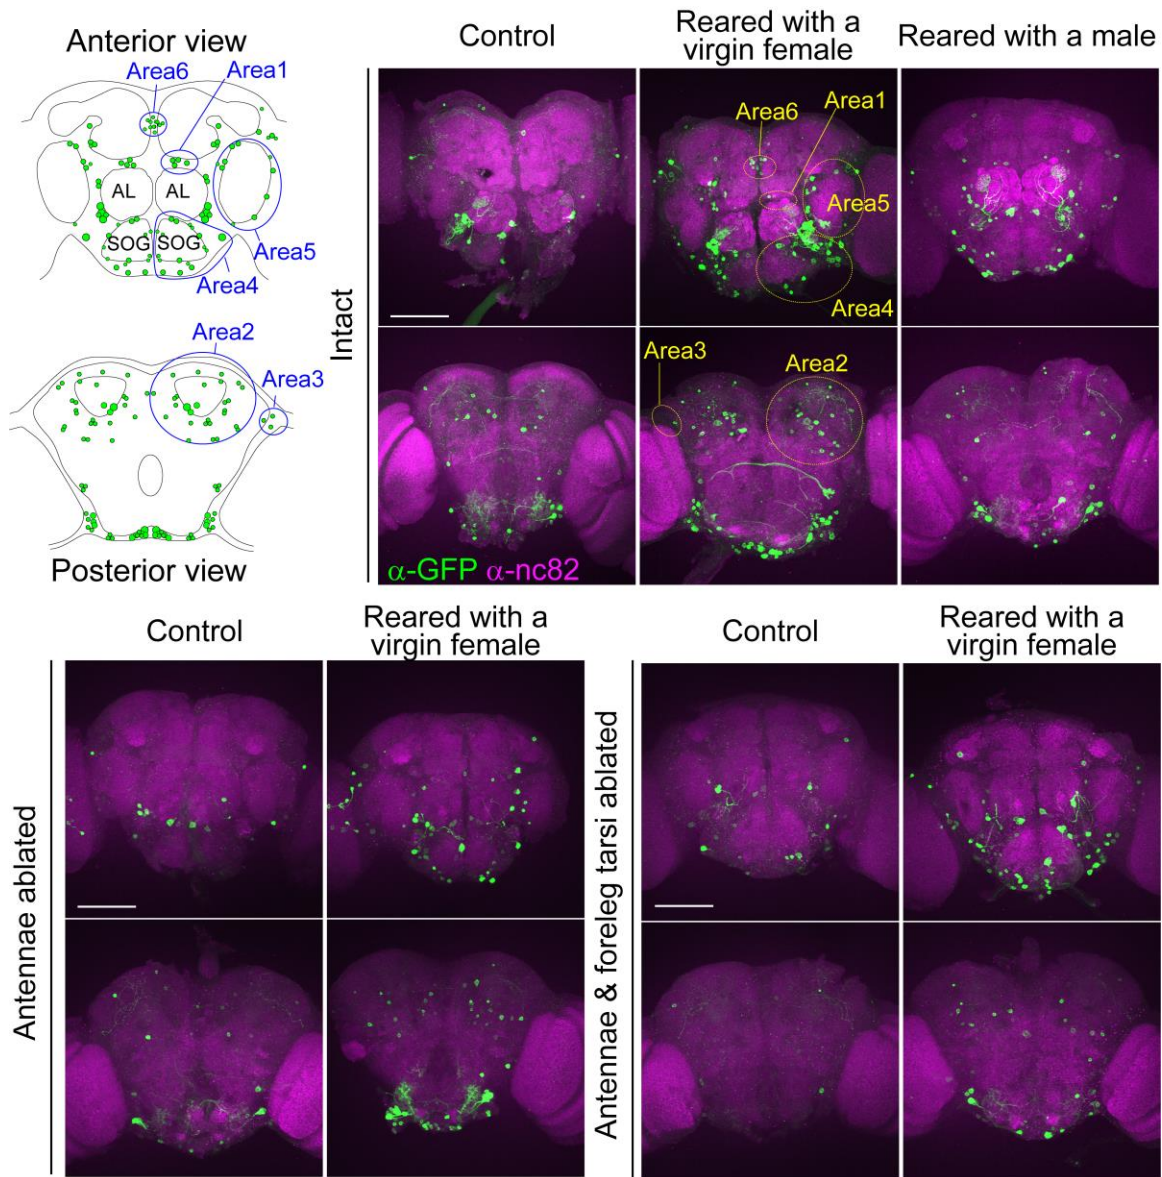 Anterior view
Area6
Area1
AL
AL
SOG
SOG
Area5
Area4
Area2
Area3
Posterior view
Control
Reared with a
virgin female
Reared with a male
Intact
Area6
Area1
Area5
Area4
Area3
Area2
α-GFP α-nc82
Control
Reared with a
virgin female
Antennae ablated
Control
Reared with a
virgin female
Antennae & foreleg tarsi ablated